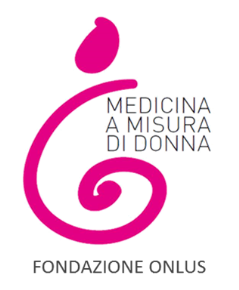 MEDICINA
A MISURA
DI DONNA
FONDAZIONE ONLUS